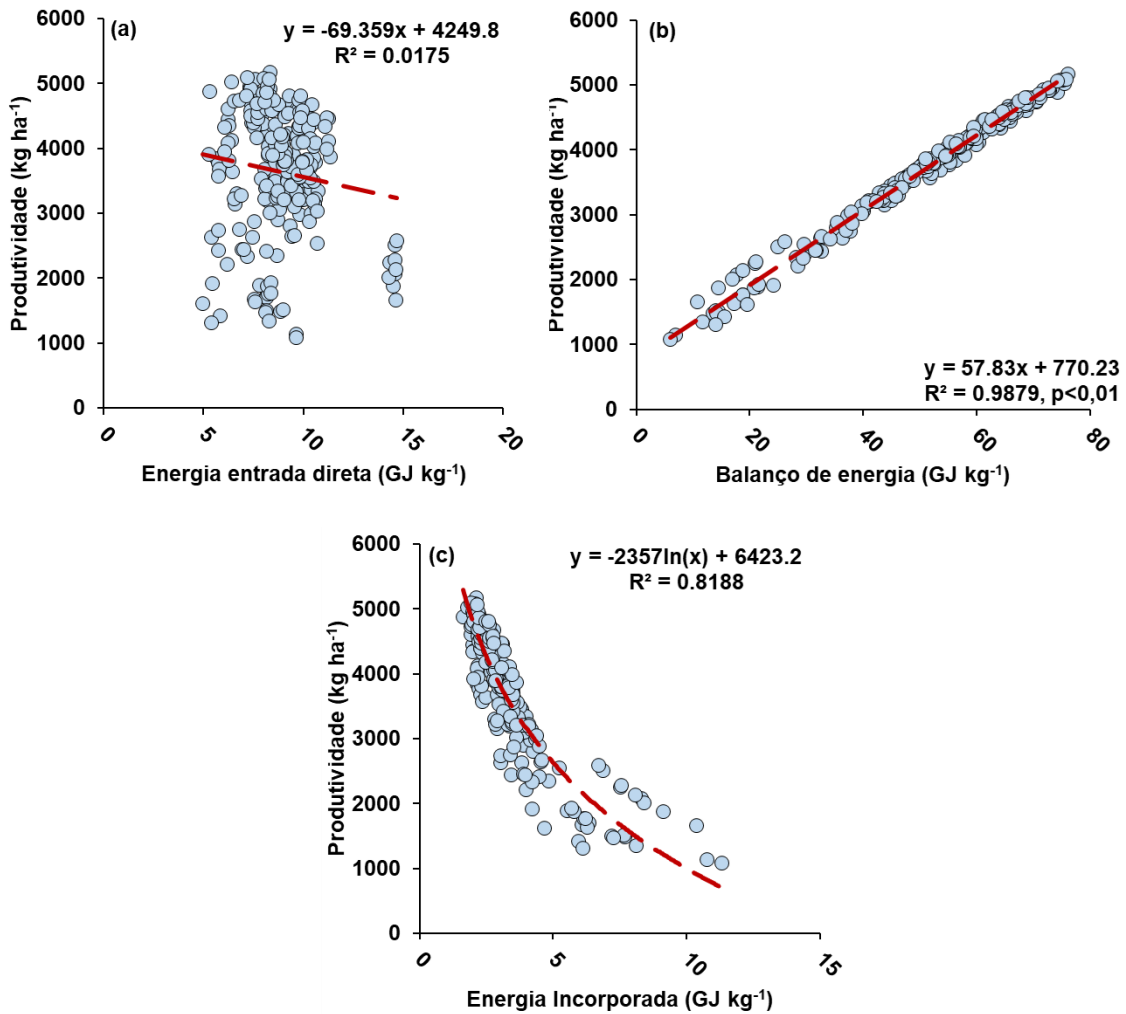 (a)
y = -69.359x + 4249.8
R² = 0.0175
Produtividade (kg ha⁻¹)
6000
5000
4000
3000
2000
1000
0
0
5
10
15
20
Energia entrada direta (GJ kg⁻¹)
(b)
Produtividade (kg ha⁻¹)
6000
5000
4000
3000
2000
1000
0
y = 57.83x + 770.23
R² = 0.9879, p<0,01
0
20
40
60
80
Balanço de energia (GJ kg⁻¹)
(c)
y = -2357ln(x) + 6423.2
R² = 0.8188
Produtividade (kg ha⁻¹)
6000
5000
4000
3000
2000
1000
0
0
5
10
15
Energia Incorporada (GJ kg⁻¹)